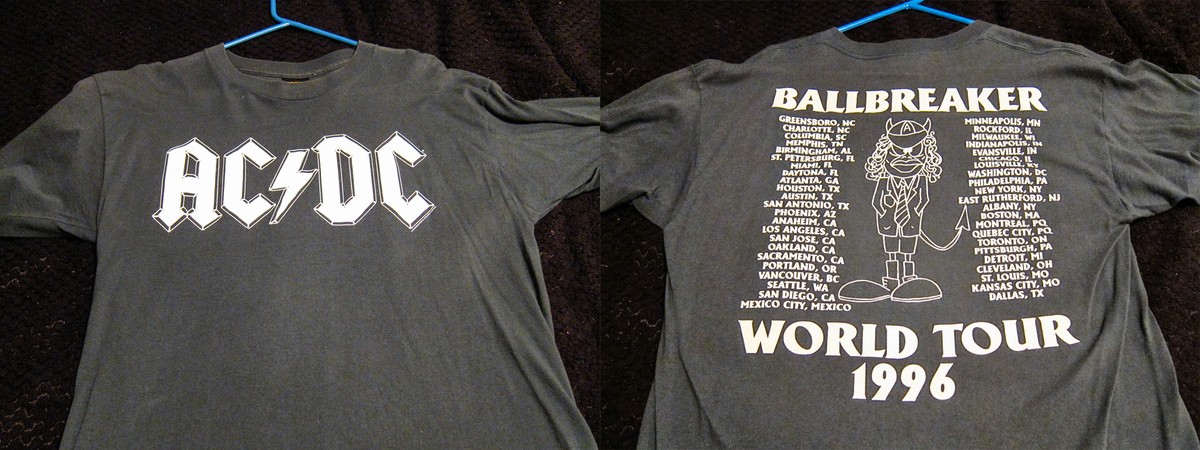 AC⚡DC
BALLBREAKER
GREENSBORO, NC
CHARLOTTE, NC
COLUMBIA, SC
MEMPHIS, TN
BIRMINGHAM, AL
ST. PETERSBURG, FL
MIAMI, FL
DAYTONA, FL
ATLANTA, GA
HOUSTON, TX
AUSTIN, TX
SAN ANTONIO, TX
PHOENIX, AZ
ANAHEIM, CA
LOS ANGELES, CA
SAN JOSE, CA
OAKLAND, CA
SACRAMENTO, CA
PORTLAND, OR
VANCOUVER, BC
SEATTLE, WA
SAN DIEGO, CA
MEXICO CITY, MEXICO
A
MINNEAPOLIS, MN
ROCKFORD, IL
MILWAUKEE, WI
INDIANAPOLIS, IN
EVANSVILLE, IN
CHICAGO, IL
LOUISVILLE, KY
WASHINGTON, DC
PHILADELPHIA, PA
NEW YORK, NY
EAST RUTHERFORD, NJ
ALBANY, NY
BOSTON, MA
MONTREAL, PQ
QUEBEC CITY, PQ
TORONTO, ON
PITTSBURGH, PA
DETROIT, MI
CLEVELAND, OH
ST. LOUIS, MO
KANSAS CITY, MO
DALLAS, TX
WORLD TOUR
1996